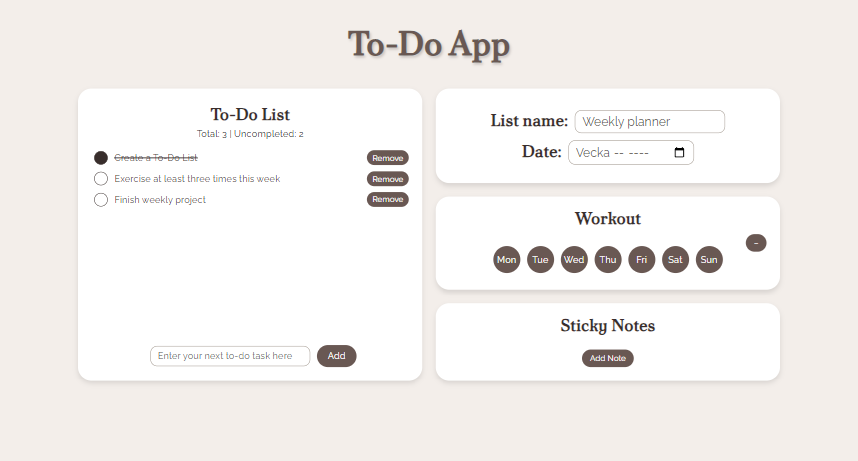 To-Do App
To-Do List
Total: 3 | Uncompleted: 2
Create a To-Do List
Remove
Exercise at least three times this week
Remove
Finish weekly project
Remove
Enter your next to-do task here
Add
List name: Weekly planner
Date: Vecka -- ----
Workout
-
Mon Tue Wed Thu Fri Sat Sun
Sticky Notes
Add Note